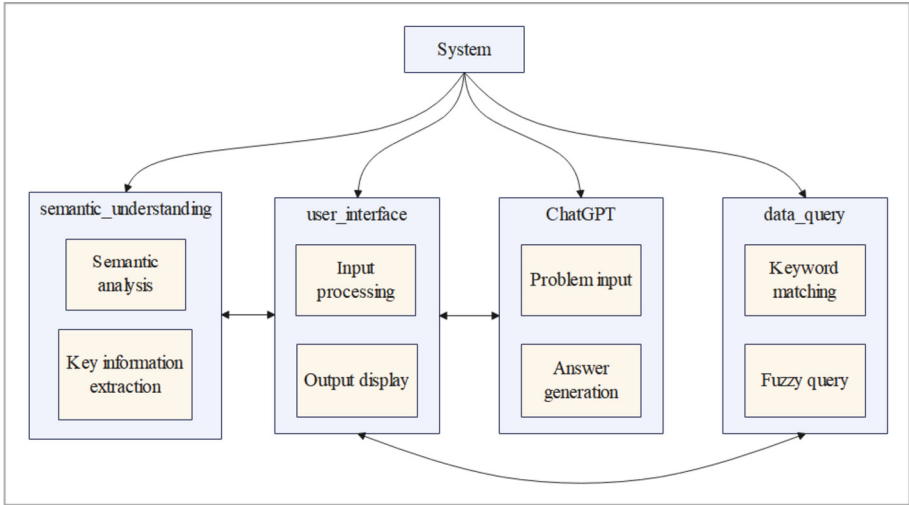 System
semantic_understanding
Semantic
analysis
Key information
extraction
user_interface
Input
processing
Output display
ChatGPT
Problem input
Answer
generation
data_query
Keyword
matching
Fuzzy query